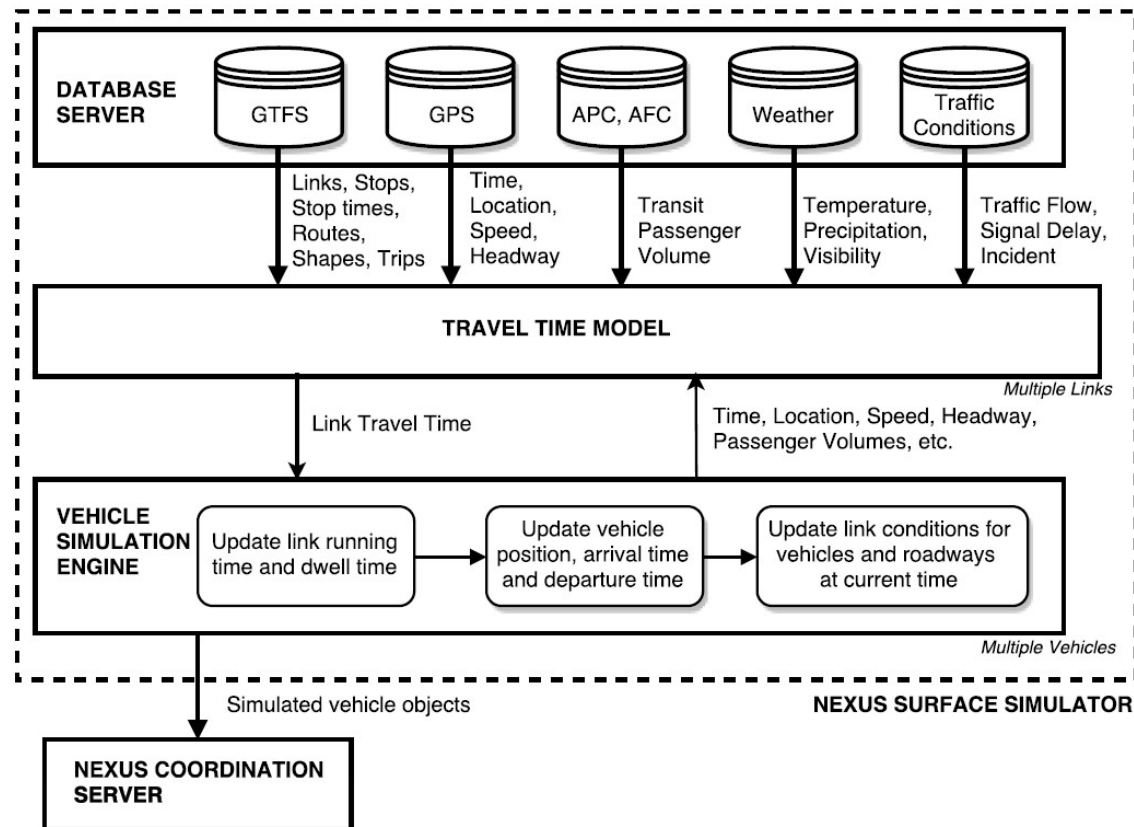 DATABASE
SERVER
GTFS
GPS
APC, AFC
Weather
Traffic
Conditions
Links, Stops,
Stop times,
Routes,
Shapes, Trips
Time,
Location,
Speed,
Headway
Transit
Passenger
Volume
Temperature,
Precipitation,
Visibility
Traffic Flow,
Signal Delay,
Incident
TRAVEL TIME MODEL
Multiple Links
Link Travel Time
Time, Location, Speed, Headway,
Passenger Volumes, etc.
VEHICLE
SIMULATION
ENGINE
Update link running
time and dwell time
Update vehicle
position, arrival time
and departure time
Update link conditions for
vehicles and roadways
at current time
Multiple Vehicles
Simulated vehicle objects
NEXUS SURFACE SIMULATOR
NEXUS COORDINATION
SERVER